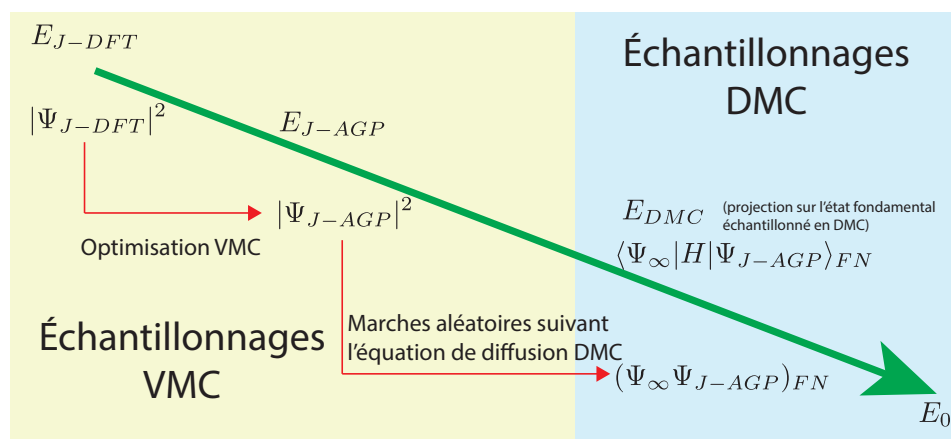 E_{J-DFT}
|Ψ_{J-DFT}|^2
E_{J-AGP}
Échantillonnages
DMC
|Ψ_{J-AGP}|^2
Optimisation VMC
E_{DMC} (projection sur l'état fondamental
échantillonné en DMC)
⟨Ψ_∞|H|Ψ_{J-AGP}⟩_{FN}
Échantillonnages
VMC
Marches aléatoires suivant
l'équation de diffusion DMC
(Ψ_∞Ψ_{J-AGP})_{FN}
E_0